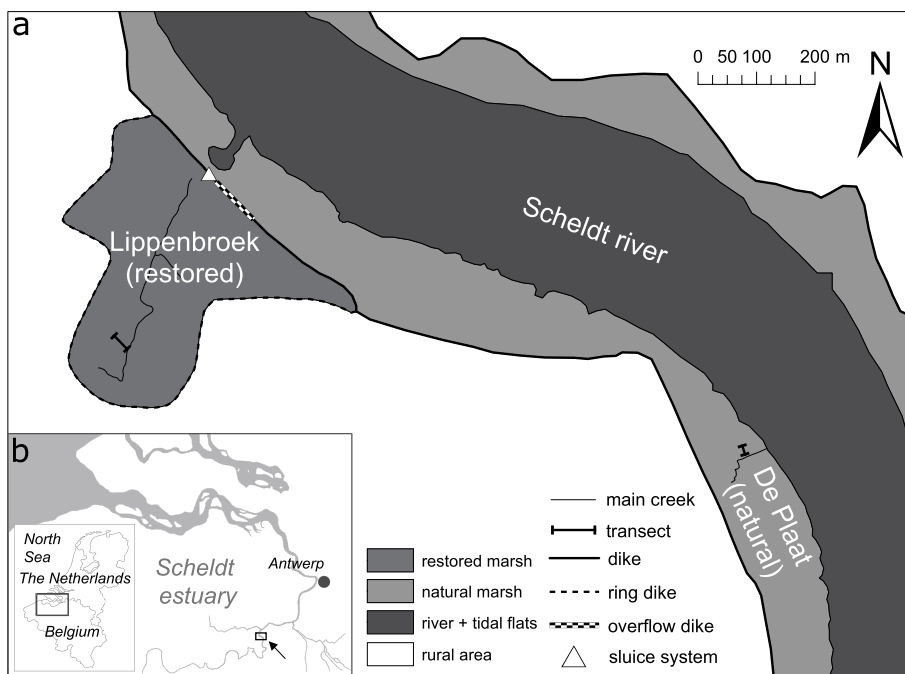 a
0 50 100 200 m
N
Scheldt river
Lippenbroek
(restored)
De Plaat
(natural)
b
North
Sea
The Netherlands
Belgium
Scheldt
estuary
Antwerp
restored marsh
natural marsh
river + tidal flats
rural area
main creek
transect
dike
ring dike
overflow dike
sluice system